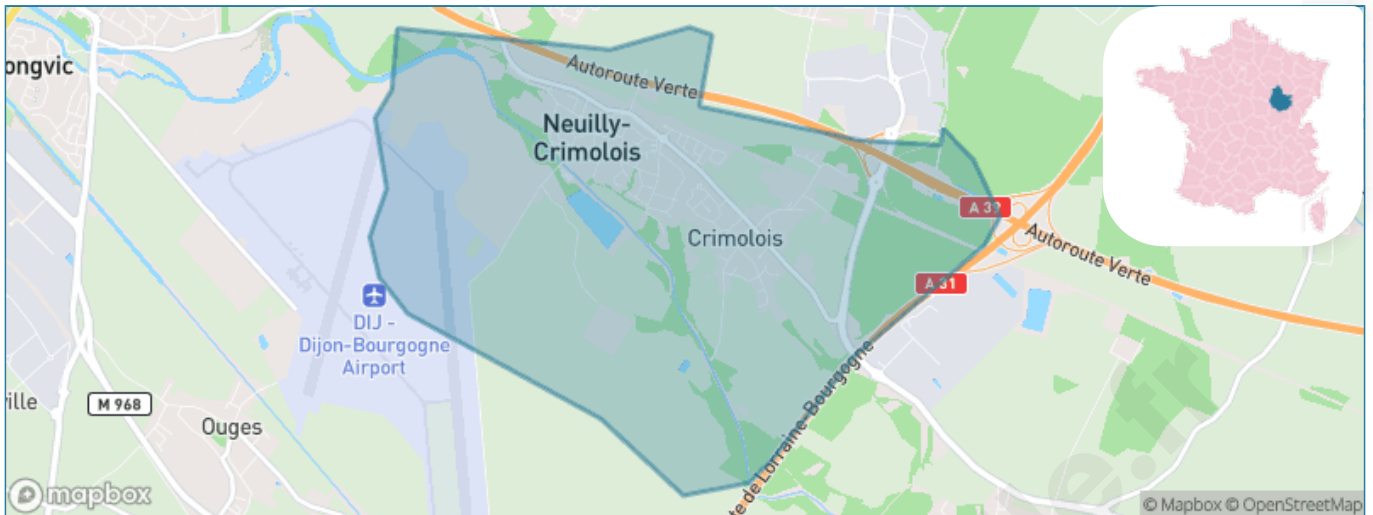 ongvic
Autoroute Verte
Neuilly-
Crimolois
A 39
Crimolois
Autoroute Verte
A 31
DIJ -
Dijon-Bourgogne
Airport
ville
M 968
Ouges
te de Lorraine-Bourgogne
mapbox
© Mapbox © OpenStreetMap